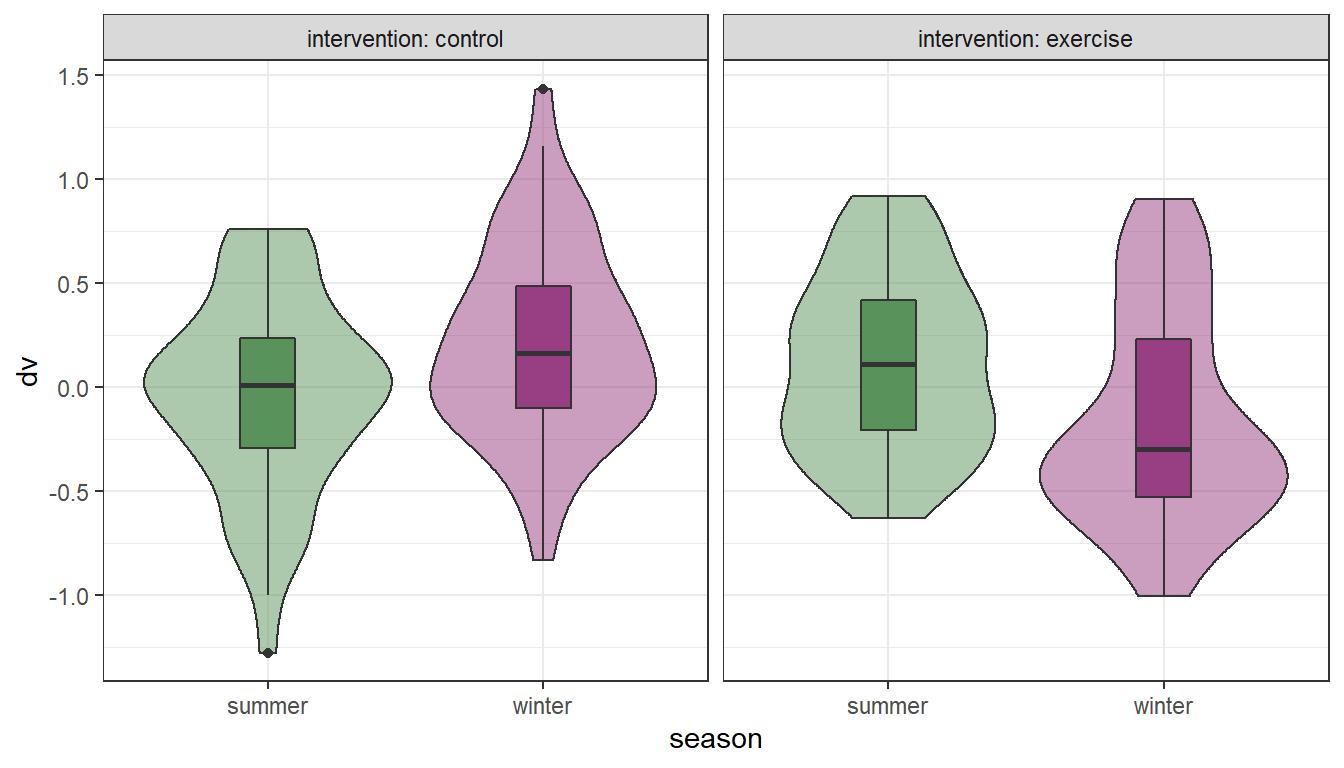 intervention: control
intervention: exercise
1.5
1.0
0.5
0.0
-0.5
-1.0
dv
summer
winter
summer
winter
season